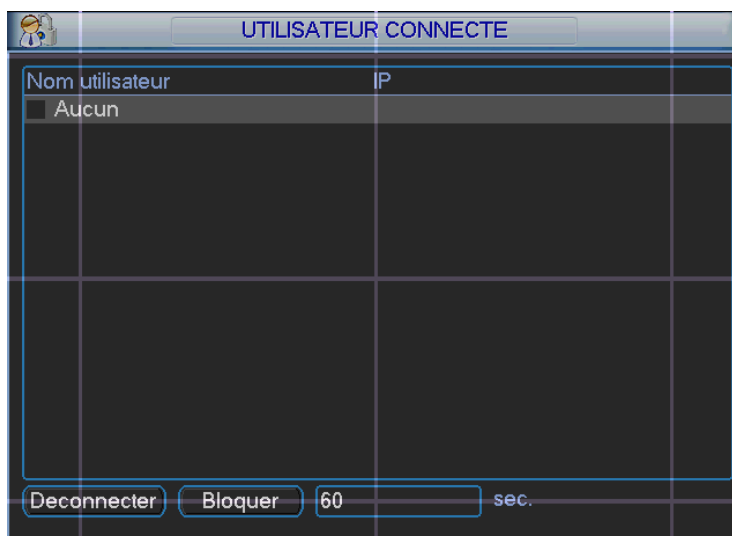 UTILISATEUR CONNECTE
Nom utilisateur IP
Aucun
Deconnecter Bloquer 60 sec.